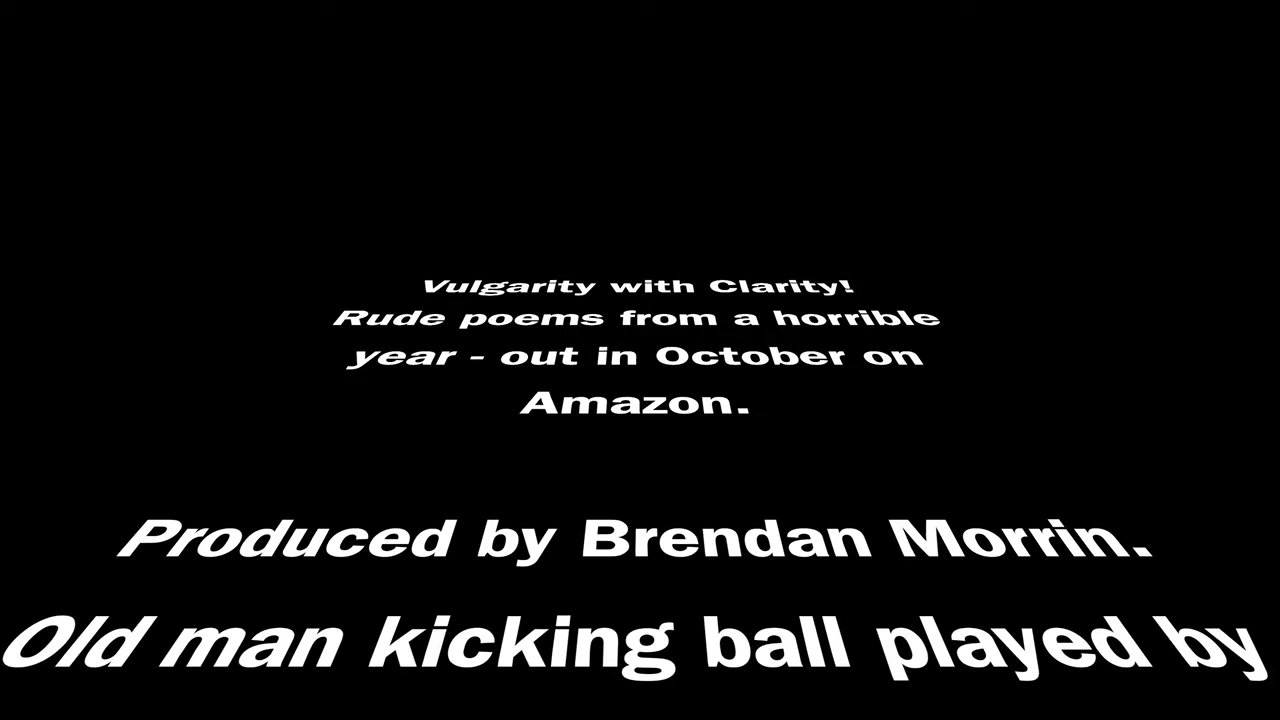 Vulgarity with Clarity!
Rude poems from a horrible
year - out in October on
Amazon.
Produced by Brendan Morrin.
Old man kicking ball played by